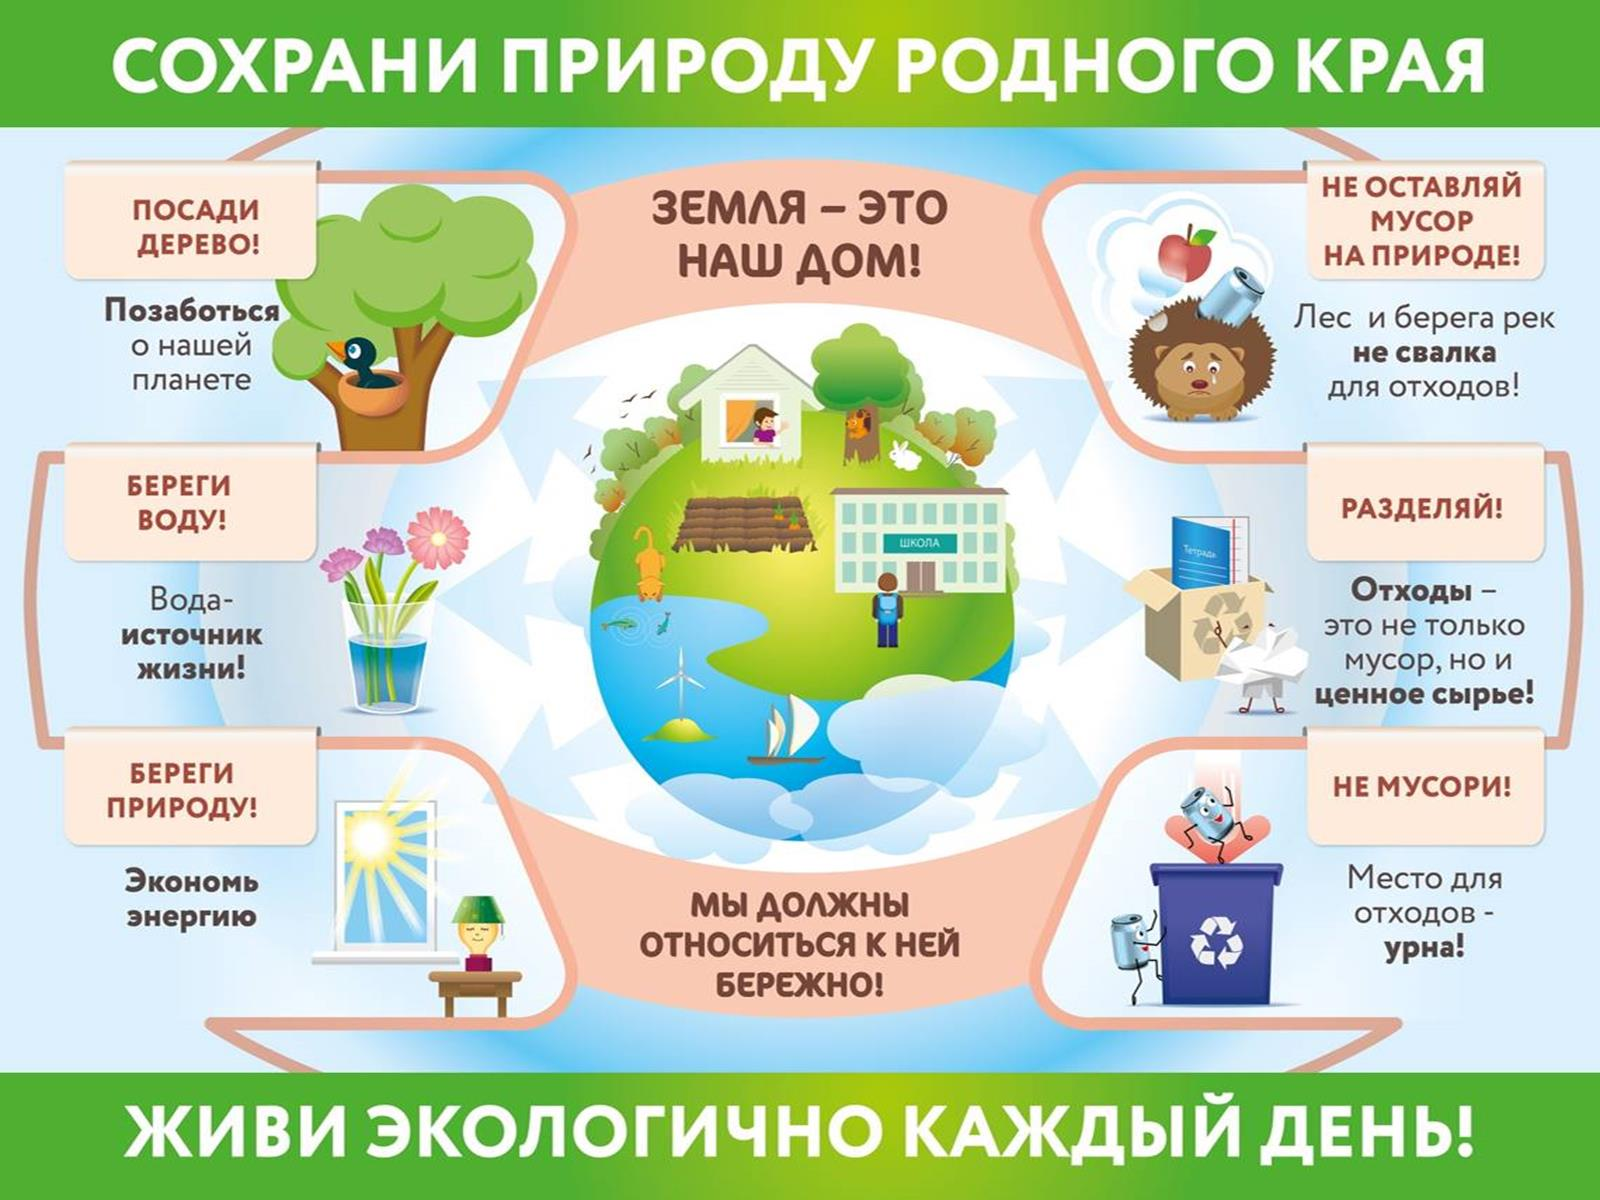 СОХРАНИ ПРИРОДУ РОДНОГО КРАЯ
ЗЕМЛЯ – ЭТО
НАШ ДОМ!
ПОСАДИ
ДЕРЕВО!
Позаботься
о нашей
планете
БЕРЕГИ
ВОДУ!
Вода-
источник
жизни!
БЕРЕГИ
ПРИРОДУ!
Экономь
энергию
ШКОЛА
НЕ ОСТАВЛЯЙ
МУСОР
НА ПРИРОДЕ!
Лес и берега рек
не свалка
для отходов!
РАЗДЕЛЯЙ!
Тетрадь
Отходы –
это не только
мусор, но и
ценное сырье!
НЕ МУСОРИ!
Место для
отходов -
урна!
МЫ ДОЛЖНЫ
ОТНОСИТЬСЯ К НЕЙ
БЕРЕЖНО!
ЖИВИ ЭКОЛОГИЧНО КАЖДЫЙ ДЕНЬ!